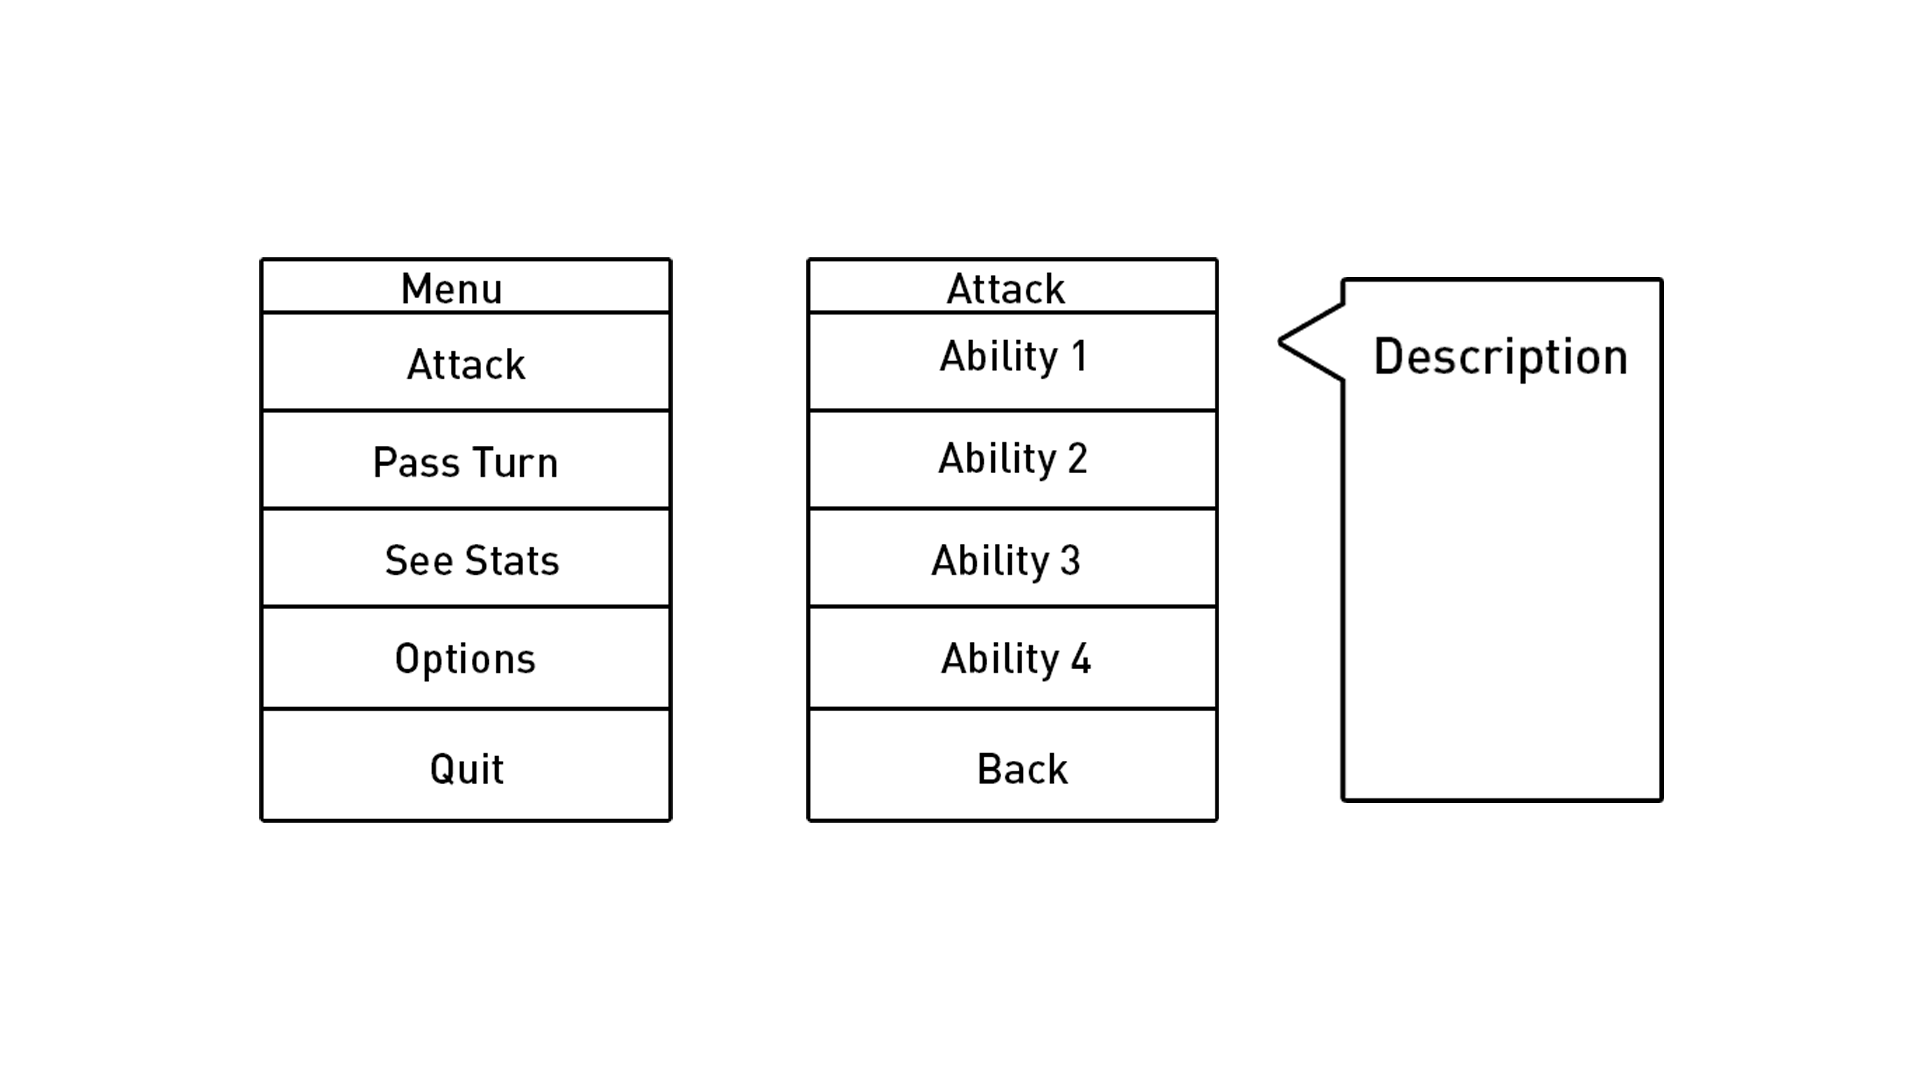 Menu
Attack
Pass Turn
See Stats
Options
Quit
Attack
Ability 1
Ability 2
Ability 3
Ability 4
Back
Description